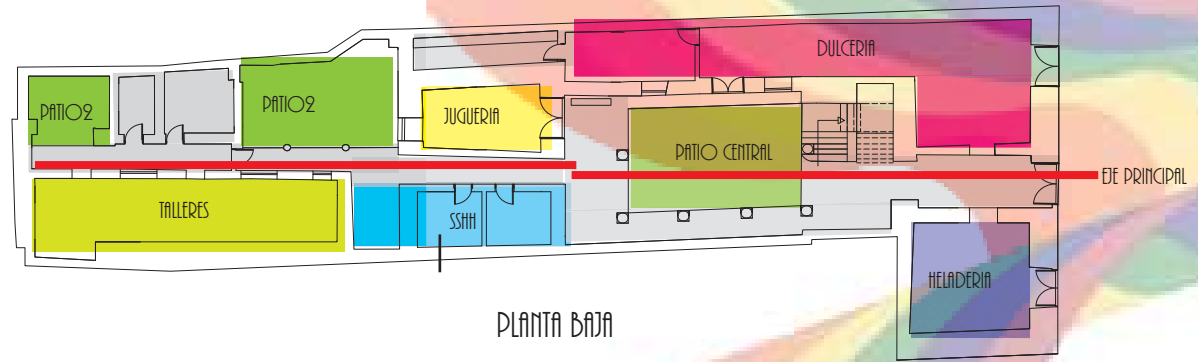 DULCERIA
PATIO2
PATIO2
JUGUERIA
PATIO CENTRAL
EJE PRINCIPAL
TALLERES
SSHH
HELADERIA
PLANTA BAJA